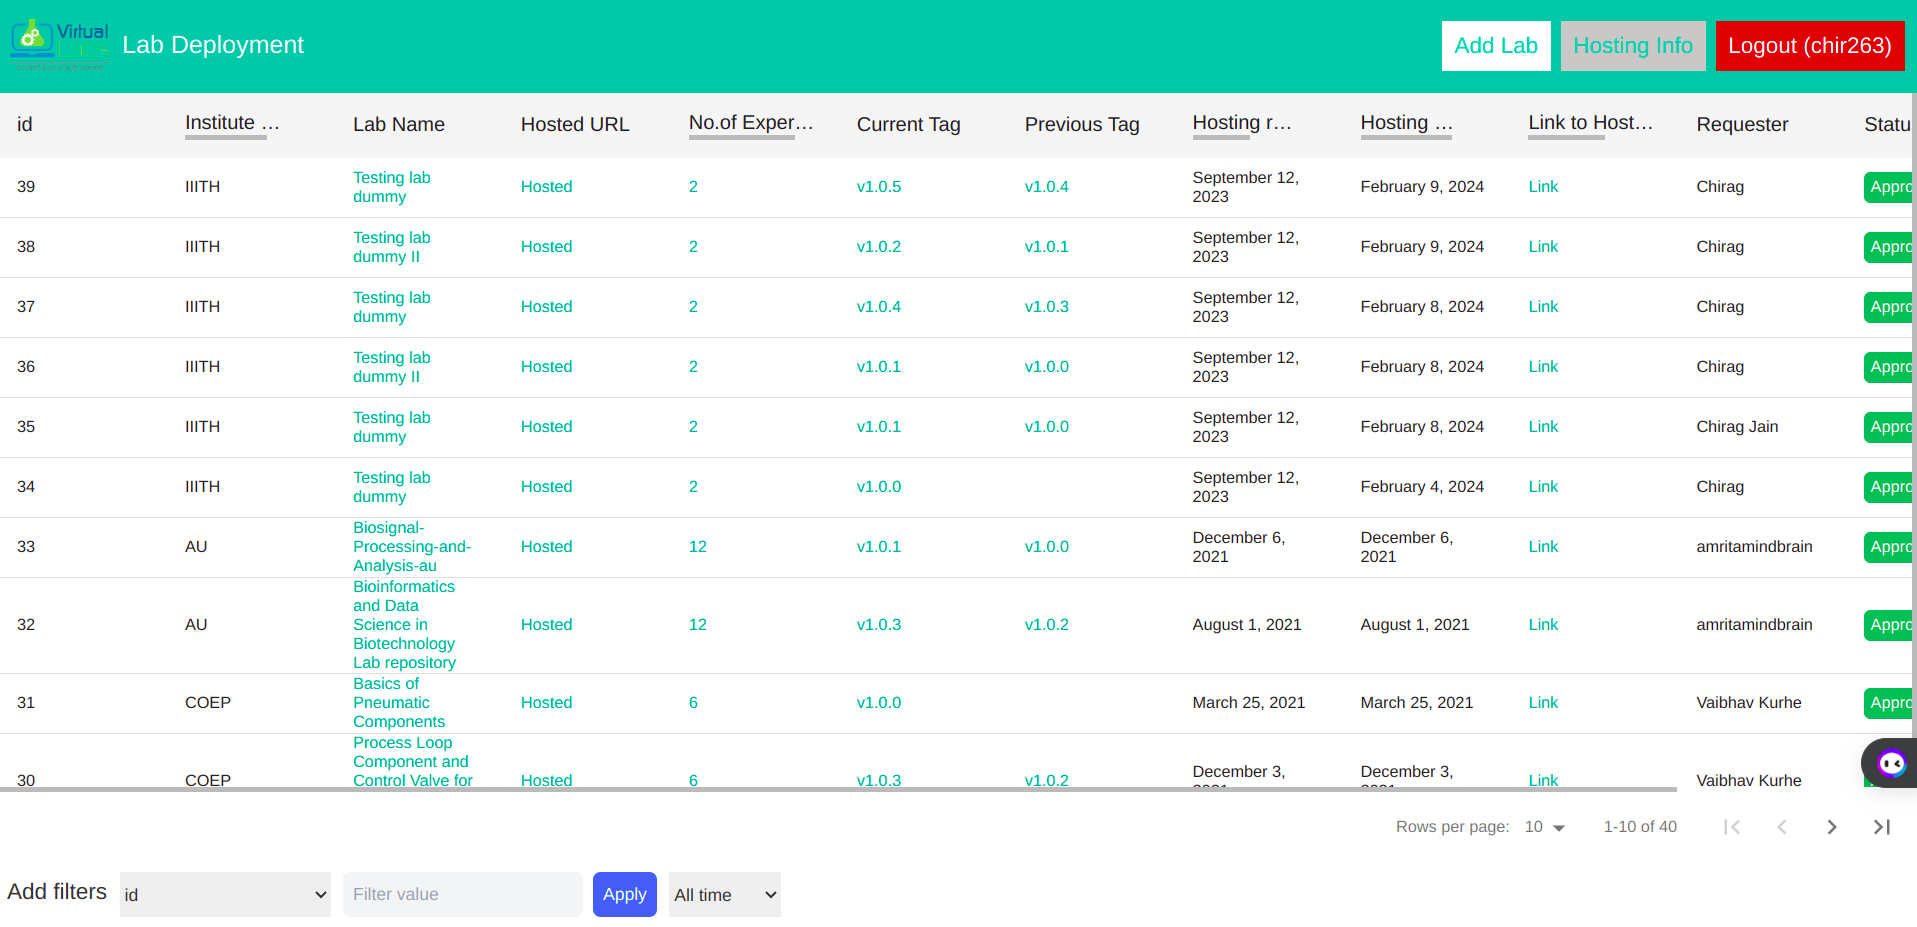 Virtual
Lab Deployment
Add Lab
Hosting Info
Logout (chir263)
id Institute … Lab Name Hosted URL No.of Exper… Current Tag Previous Tag Hosting r… Hosting … Link to Host… Requester Statu
39 IIITH Testing lab dummy Hosted 2 v1.0.5 v1.0.4 September 12, 2023 February 9, 2024 Link Chirag Appro
38 IIITH Testing lab dummy II Hosted 2 v1.0.2 v1.0.1 September 12, 2023 February 9, 2024 Link Chirag Appro
37 IIITH Testing lab dummy Hosted 2 v1.0.4 v1.0.3 September 12, 2023 February 8, 2024 Link Chirag Appro
36 IIITH Testing lab dummy II Hosted 2 v1.0.1 v1.0.0 September 12, 2023 February 8, 2024 Link Chirag Appro
35 IIITH Testing lab dummy Hosted 2 v1.0.1 v1.0.0 September 12, 2023 February 8, 2024 Link Chirag Jain Appro
34 IIITH Testing lab dummy Hosted 2 v1.0.0 September 12, 2023 February 4, 2024 Link Chirag Appro
33 AU Biosignal-Processing-and-Analysis-au Hosted 12 v1.0.1 v1.0.0 December 6, 2021 December 6, 2021 Link amritamindbrain Appro
32 AU Bioinformatics and Data Science in Biotechnology Lab repository Hosted 12 v1.0.3 v1.0.2 August 1, 2021 August 1, 2021 Link amritamindbrain Appro
31 COEP Basics of Pneumatic Components Hosted 6 v1.0.0 March 25, 2021 March 25, 2021 Link Vaibhav Kurhe Appro
30 COEP Process Loop Component and Control Valve for Hosted 6 v1.0.3 v1.0.2 December 3, December 3, Link Vaibhav Kurhe
Rows per page: 10 1-10 of 40
Add filters id Filter value Apply All time